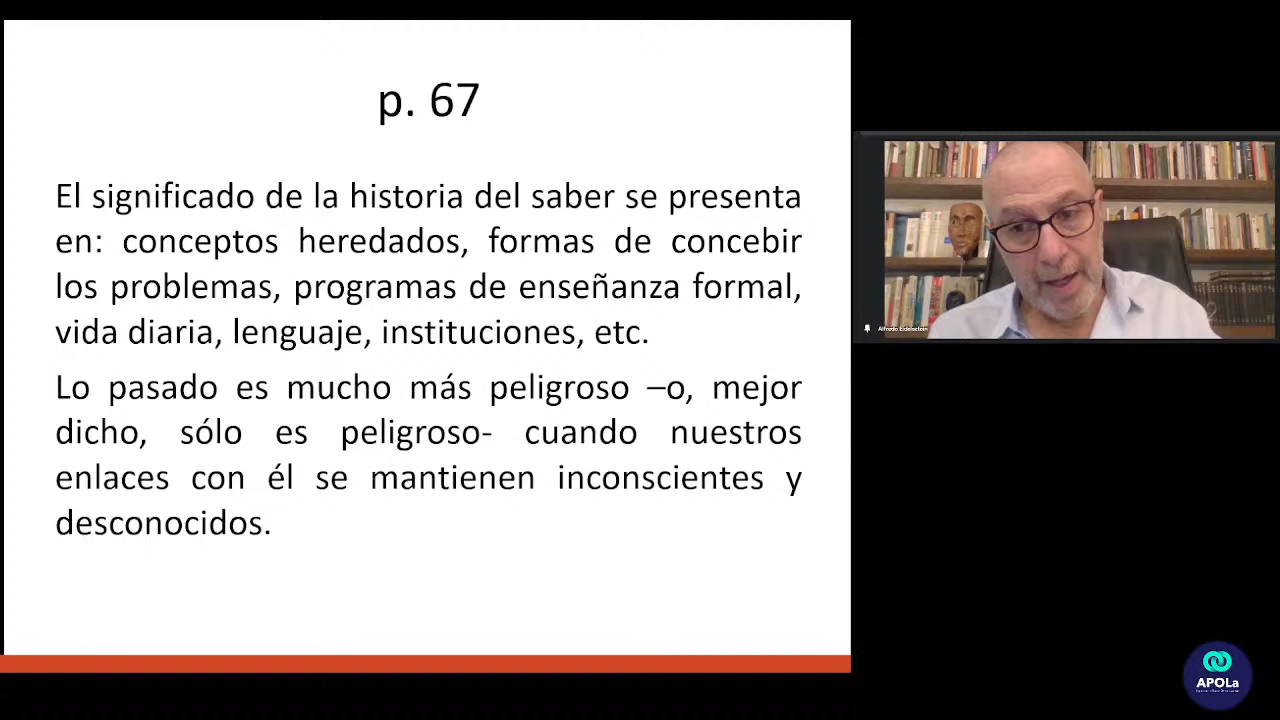 p. 67
El significado de la historia del saber se presenta
en: conceptos heredados, formas de concebir
los problemas, programas de enseñanza formal,
vida diaria, lenguaje, instituciones, etc.
Lo pasado es mucho más peligroso –o, mejor
dicho, sólo es peligroso- cuando nuestros
enlaces con él se mantienen inconscientes y
desconocidos.
Alfredo Eidelsztein
APOLa